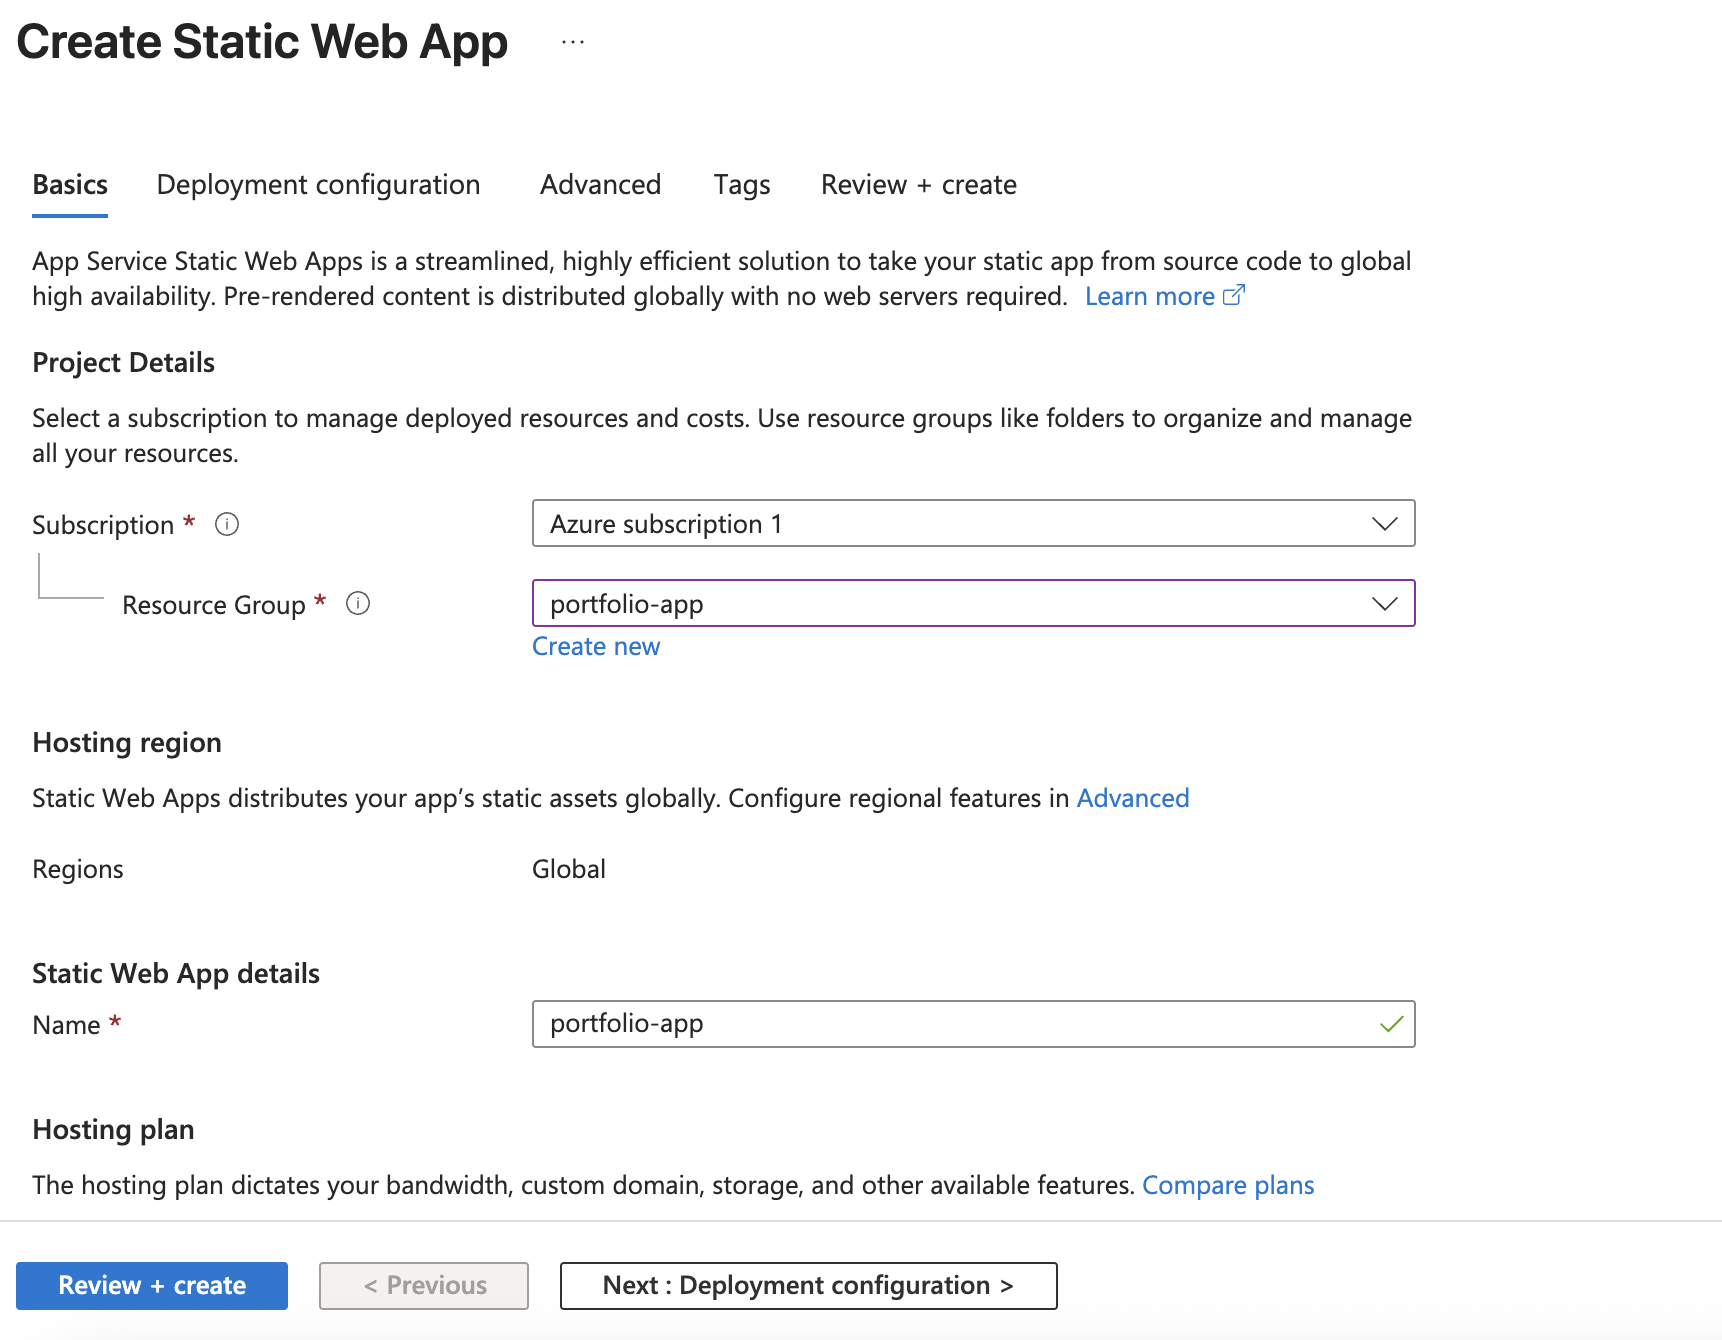 Create Static Web App ...
Basics Deployment configuration Advanced Tags Review + create
App Service Static Web Apps is a streamlined, highly efficient solution to take your static app from source code to global
high availability. Pre-rendered content is distributed globally with no web servers required. Learn more
Project Details
Select a subscription to manage deployed resources and costs. Use resource groups like folders to organize and manage
all your resources.
Subscription * Azure subscription 1
Resource Group * portfolio-app
Create new
Hosting region
Static Web Apps distributes your app’s static assets globally. Configure regional features in Advanced
Regions Global
Static Web App details
Name * portfolio-app
Hosting plan
The hosting plan dictates your bandwidth, custom domain, storage, and other available features. Compare plans
Review + create < Previous Next : Deployment configuration >